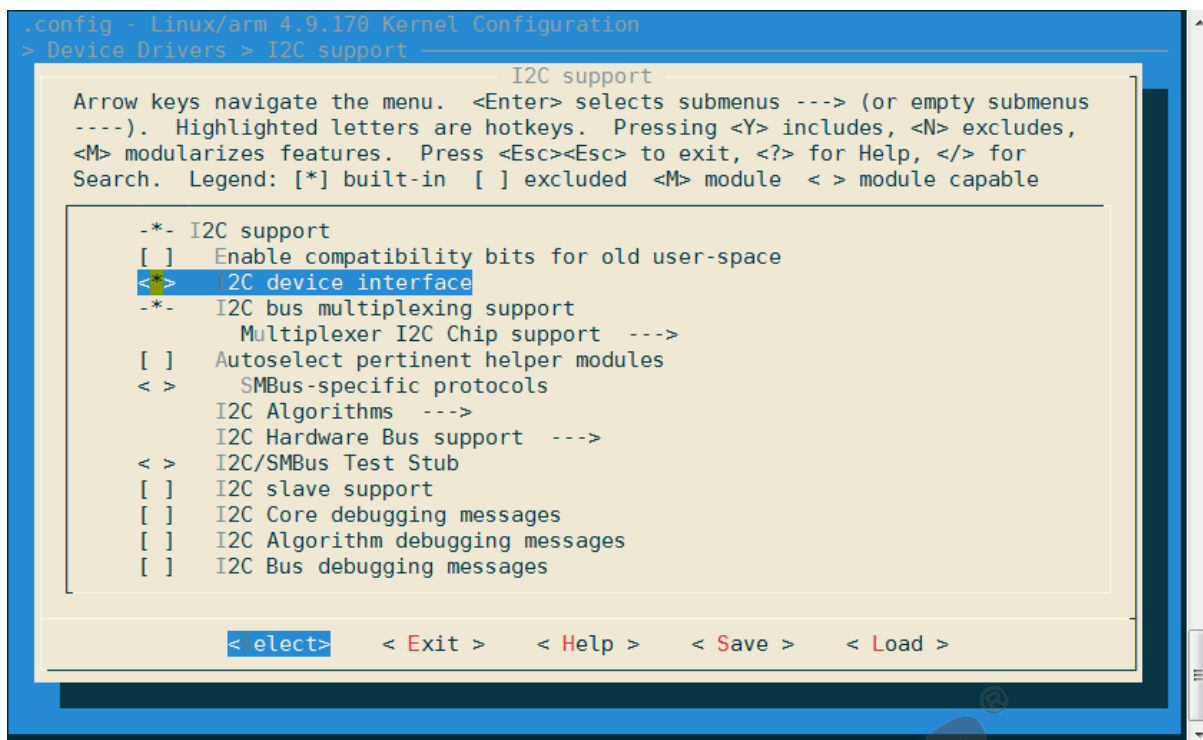 .config - Linux/arm 4.9.170 Kernel Configuration
> Device Drivers > I2C support
I2C support
Arrow keys navigate the menu.  <Enter> selects submenus ---> (or empty submenus
----).  Highlighted letters are hotkeys.  Pressing <Y> includes, <N> excludes,
<M> modularizes features.  Press <Esc><Esc> to exit, <?> for Help, </> for
Search.  Legend: [*] built-in  [ ] excluded  <M> module  < > module capable
-*- I2C support
[ ]   Enable compatibility bits for old user-space
<*>   I2C device interface
-*-   I2C bus multiplexing support
Multiplexer I2C Chip support  --->
[ ]   Autoselect pertinent helper modules
< >     SMBus-specific protocols
I2C Algorithms  --->
I2C Hardware Bus support  --->
< >   I2C/SMBus Test Stub
[ ]   I2C slave support
[ ]   I2C Core debugging messages
[ ]   I2C Algorithm debugging messages
[ ]   I2C Bus debugging messages
<Select>    < Exit >    < Help >    < Save >    < Load >
®